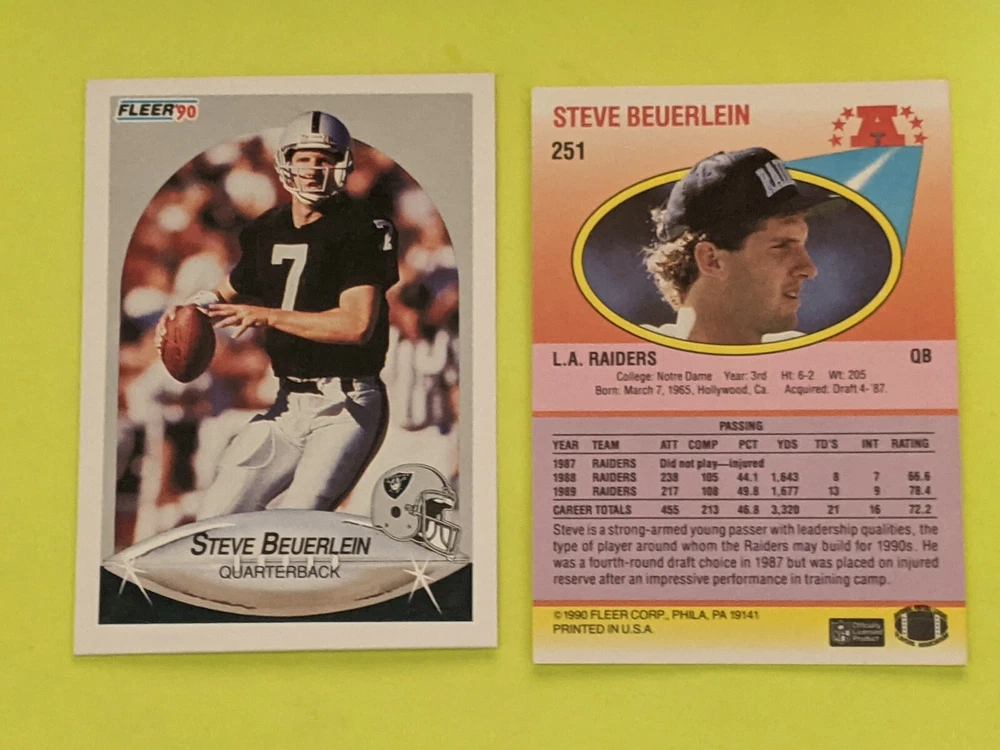 FLEER '90
7
7
STEVE BEUERLEIN
QUARTERBACK
STEVE BEUERLEIN
A
251
L.A. RAIDERS QB
College: Notre Dame Year: 3rd Ht: 6-2 Wt: 205
Born: March 7, 1965, Hollywood, Ca. Acquired: Draft 4-'87.
PASSING
YEAR TEAM ATT COMP PCT YDS TD'S INT RATING
1987 RAIDERS Did not play—injured
1988 RAIDERS 238 105 44.1 1,643 8 7 66.6
1989 RAIDERS 217 108 49.8 1,677 13 9 78.4
CAREER TOTALS 455 213 46.8 3,320 21 16 72.2
Steve is a strong-armed young passer with leadership qualities, the
type of player around whom the Raiders may build for 1990s. He
was a fourth-round draft choice in 1987 but was placed on injured
reserve after an impressive performance in training camp.
©1990 FLEER CORP., PHILA, PA 19141
PRINTED IN U.S.A.
Officially
Licensed
Product